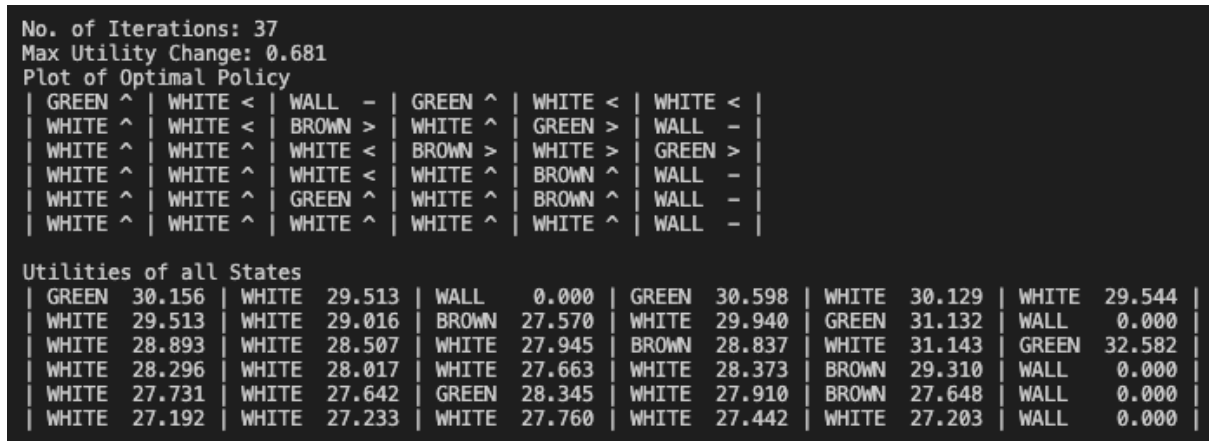 No. of Iterations: 37
Max Utility Change: 0.681
Plot of Optimal Policy
| GREEN ^ | WHITE < | WALL  - | GREEN ^ | WHITE < | WHITE < |
| WHITE ^ | WHITE < | BROWN > | WHITE ^ | GREEN > | WALL  - |
| WHITE ^ | WHITE ^ | WHITE < | BROWN > | WHITE > | GREEN > |
| WHITE ^ | WHITE ^ | WHITE < | WHITE ^ | BROWN ^ | WALL  - |
| WHITE ^ | WHITE ^ | GREEN ^ | WHITE ^ | BROWN ^ | WALL  - |
| WHITE ^ | WHITE ^ | WHITE ^ | WHITE ^ | WHITE ^ | WALL  - |
Utilities of all States
| GREEN  30.156 | WHITE  29.513 | WALL    0.000 | GREEN  30.598 | WHITE  30.129 | WHITE  29.544 |
| WHITE  29.513 | WHITE  29.016 | BROWN  27.570 | WHITE  29.940 | GREEN  31.132 | WALL    0.000 |
| WHITE  28.893 | WHITE  28.507 | WHITE  27.945 | BROWN  28.837 | WHITE  31.143 | GREEN  32.582 |
| WHITE  28.296 | WHITE  28.017 | WHITE  27.663 | WHITE  28.373 | BROWN  29.310 | WALL    0.000 |
| WHITE  27.731 | WHITE  27.642 | GREEN  28.345 | WHITE  27.910 | BROWN  27.648 | WALL    0.000 |
| WHITE  27.192 | WHITE  27.233 | WHITE  27.760 | WHITE  27.442 | WHITE  27.203 | WALL    0.000 |